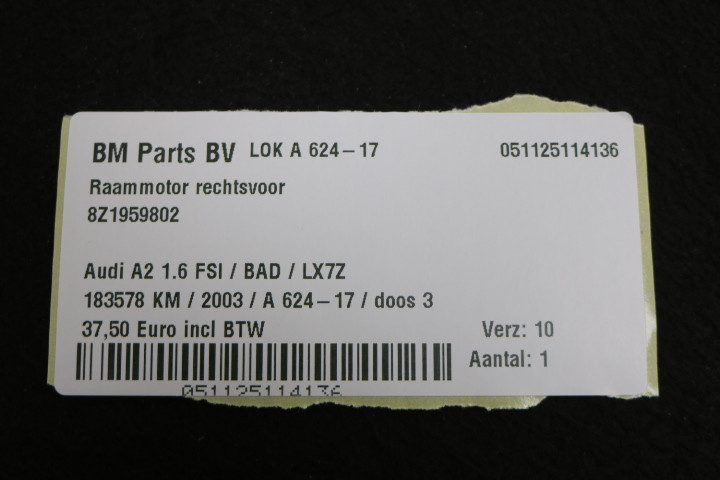 BM Parts BV LOK A 624-17 051125114136
Raammotor rechtsvoor
8Z1959802
Audi A2 1.6 FSI / BAD / LX7Z
183578 KM / 2003 / A 624-17 / doos 3
37,50 Euro incl BTW Verz: 10
Aantal: 1
051125114136